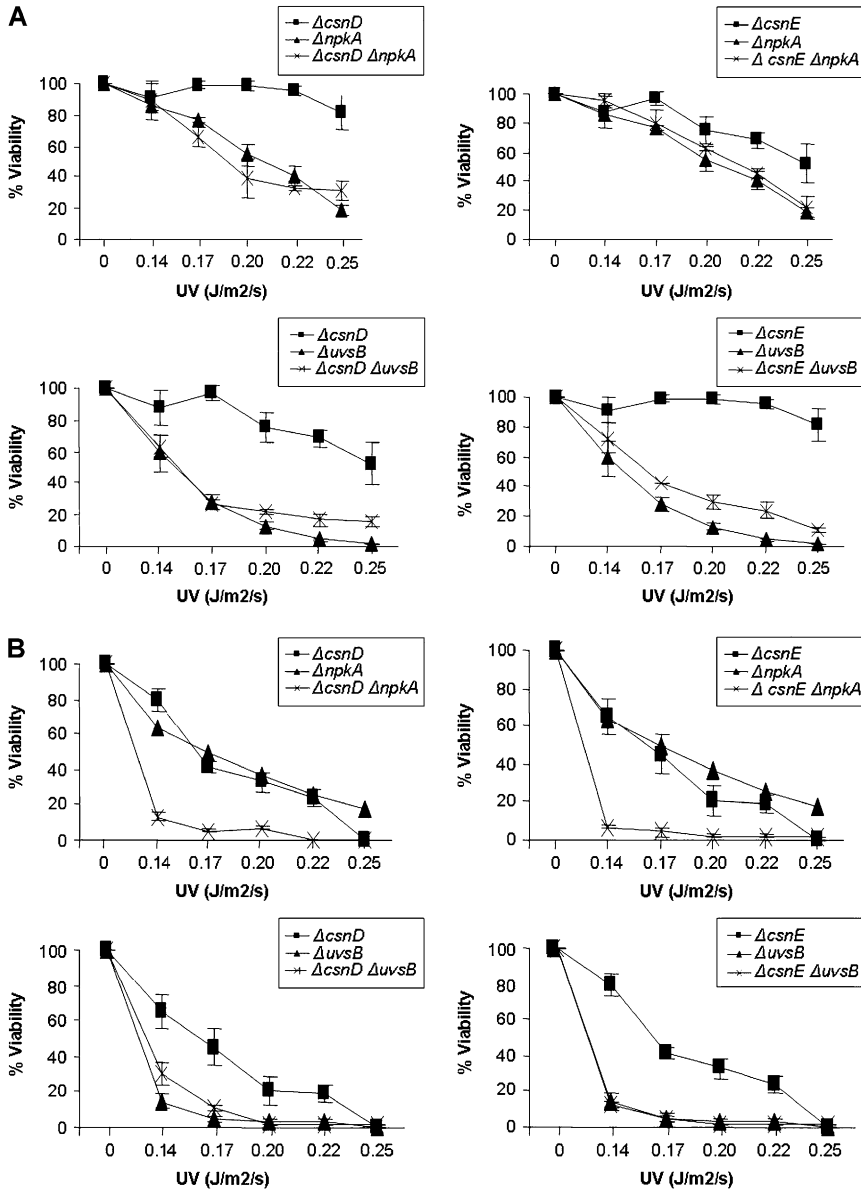 A
ΔcsnD
ΔnpkA
ΔcsnD ΔnpkA
% Viability
100
80
60
40
20
0
0 0.14 0.17 0.20 0.22 0.25
UV (J/m2/s)
ΔcsnE
ΔnpkA
Δ csnE ΔnpkA
% Viability
100
80
60
40
20
0
0 0.14 0.17 0.20 0.22 0.25
UV (J/m2/s)
ΔcsnD
ΔuvsB
ΔcsnD ΔuvsB
% Viability
100
80
60
40
20
0
0 0.14 0.17 0.20 0.22 0.25
UV (J/m2/s)
ΔcsnE
ΔuvsB
ΔcsnE ΔuvsB
% Viability
100
80
60
40
20
0
0 0.14 0.17 0.20 0.22 0.25
UV (J/m2/s)
B
ΔcsnD
ΔnpkA
ΔcsnD ΔnpkA
% Viability
100
80
60
40
20
0
0 0.14 0.17 0.20 0.22 0.25
UV (J/m2/s)
ΔcsnE
ΔnpkA
Δ csnE ΔnpkA
% Viability
100
80
60
40
20
0
0 0.14 0.17 0.20 0.22 0.25
UV (J/m2/s)
ΔcsnD
ΔuvsB
ΔcsnD ΔuvsB
% Viability
100
80
60
40
20
0
0 0.14 0.17 0.20 0.22 0.25
UV (J/m2/s)
ΔcsnE
ΔuvsB
ΔcsnE ΔuvsB
% Viability
100
80
60
40
20
0
0 0.14 0.17 0.20 0.22 0.25
UV (J/m2/s)